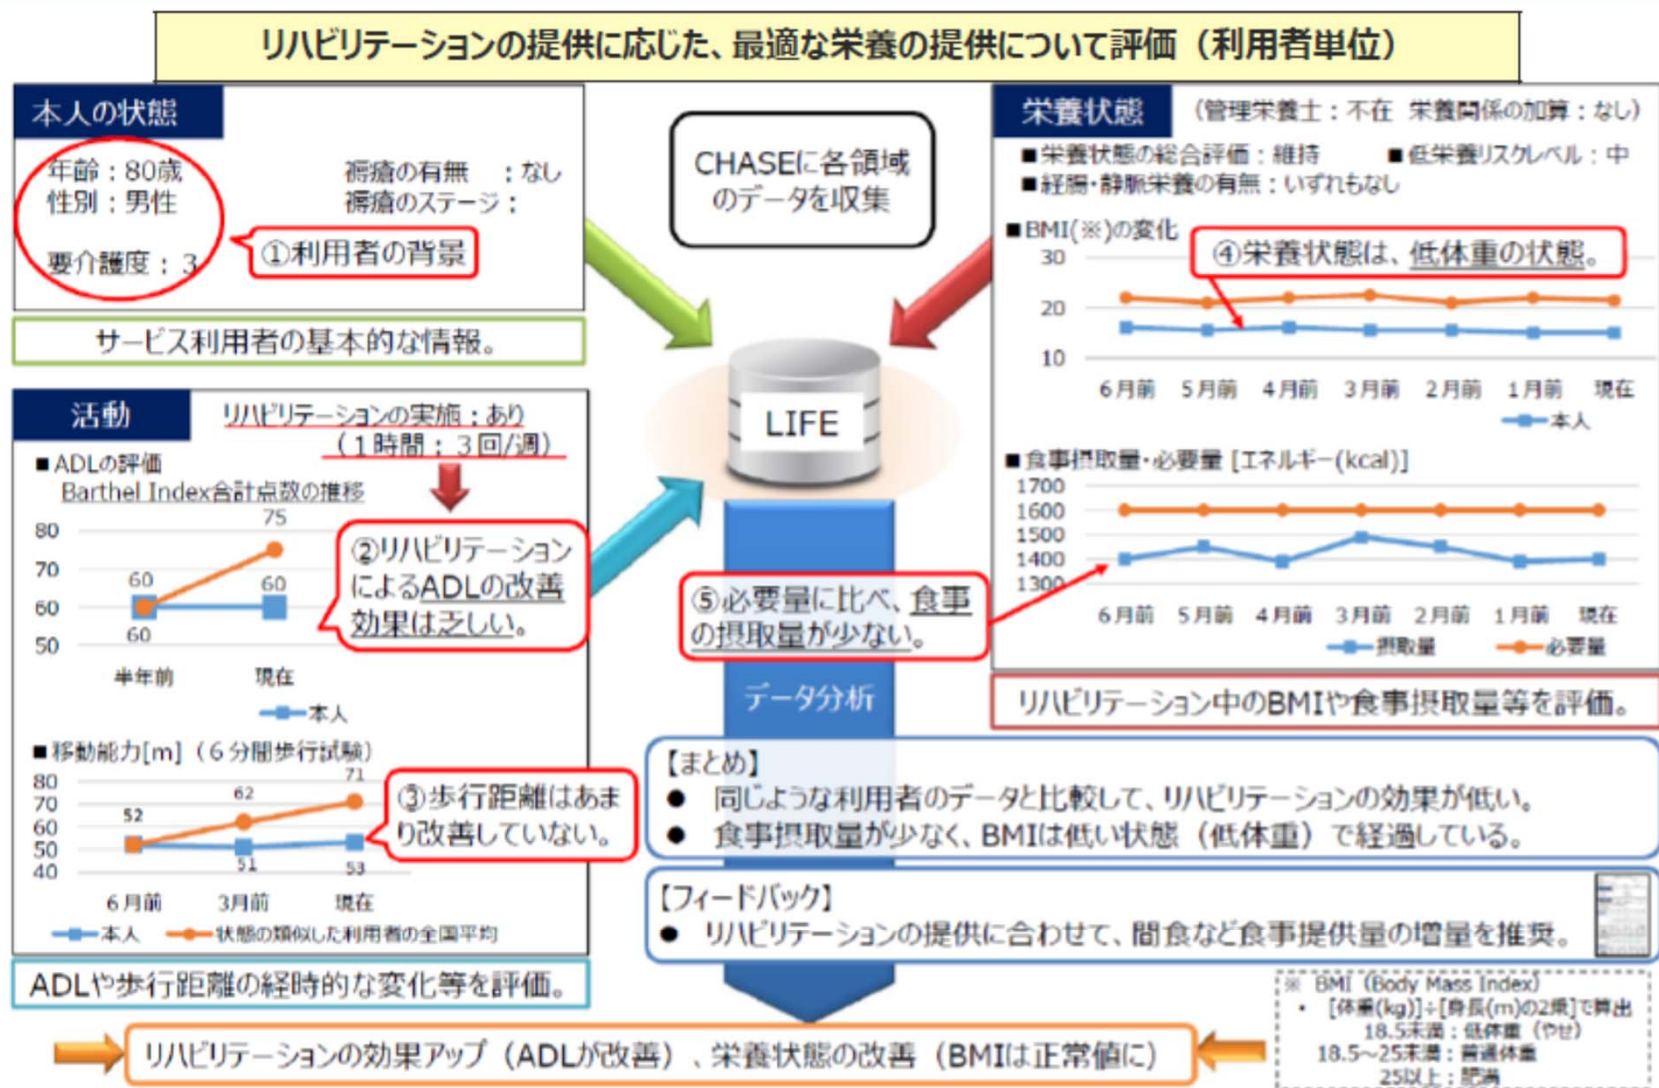 リハビリテーションの提供に応じた、最適な栄養の提供について評価（利用者単位）
本人の状態
年齢：80歳
性別：男性
要介護度：3
褥瘡の有無　：なし
褥瘡のステージ：
①利用者の背景
サービス利用者の基本的な情報。
CHASEに各領域
のデータを収集
LIFE
データ分析
活動
リハビリテーションの実施：あり
（1時間；3回/週）
■ADLの評価
Barthel Index合計点数の推移
80
70
60
50
60
60
75
60
半年前
現在
本人
②リハビリテーション
によるADLの改善
効果は乏しい。
■移動能力[m]（６分間歩行試験）
80
70
60
50
40
52
62
71
51
53
６月前
3月前
現在
本人
状態の類似した利用者の全国平均
③歩行距離はあま
り改善していない。
ADLや歩行距離の経時的な変化等を評価。
栄養状態
（管理栄養士：不在 栄養関係の加算：なし）
■栄養状態の総合評価：維持
■低栄養リスクレベル：中
■経腸・静脈栄養の有無：いずれもなし
■BMI(※)の変化
④栄養状態は、低体重の状態。
30
20
10
６月前 ５月前 ４月前 ３月前 ２月前 １月前 現在
本人
■食事摂取量・必要量 [エネルギー(kcal)]
1700
1600
1500
1400
1300
６月前 ５月前 ４月前 ３月前 ２月前 １月前 現在
摂取量
必要量
⑤必要量に比べ、食事
の摂取量が少ない。
リハビリテーション中のBMIや食事摂取量等を評価。
【まとめ】
● 同じような利用者のデータと比較して、リハビリテーションの効果が低い。
● 食事摂取量が少なく、BMIは低い状態（低体重）で経過している。
【フィードバック】
● リハビリテーションの提供に合わせて、間食など食事提供量の増量を推奨。
リハビリテーションの効果アップ（ADLが改善）、栄養状態の改善（BMIは正常値に）
※ BMI（Body Mass Index）
・ [体重(kg)]÷[身長(m)の2乗]で算出
18.5未満：低体重（やせ）
18.5～25未満：普通体重
25以上：肥満